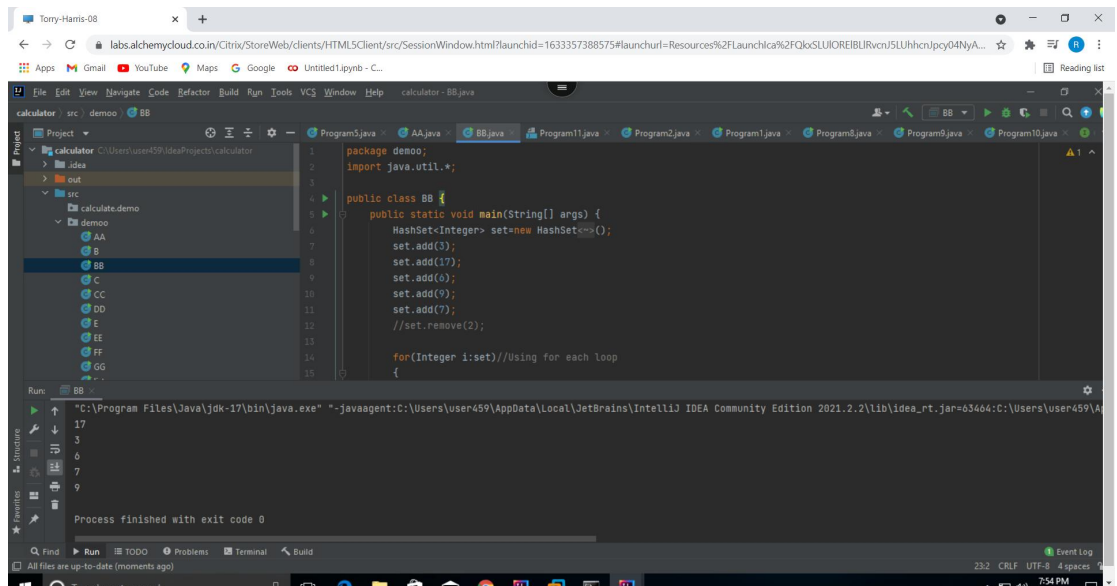 Torry-Harris-08
labs.alchemycloud.co.in/Citrix/StoreWeb/clients/HTML5Client/src/SessionWindow.html?launchid=1633357388575#launchurl=Resources%2FLaunchIca%2FQkxSLUlORElBLlRvcnJ5LUhhcnJpcy04NyA...
Apps Gmail YouTube Maps Google Untitled1.ipynb - C... Reading list
File Edit View Navigate Code Refactor Build Run Tools VCS Window Help calculator - BB.java
calculator src demoo BB BB
Project Program5.java AA.java BB.java Program11.java Program2.java Program1.java Program8.java Program9.java Program10.java
calculator C:\Users\user459\IdeaProjects\calculator 1 package demoo; 1
.idea 2 import java.util.*;
out 3
src 4 public class BB {
calculate.demo 5 public static void main(String[] args) {
demoo 6 HashSet<Integer> set=new HashSet<~>();
AA 7 set.add(3);
B 8 set.add(17);
BB 9 set.add(6);
C 10 set.add(9);
CC 11 set.add(7);
DD 12 //set.remove(2);
E 13
EE 14 for(Integer i:set)//Using for each loop
FF 15 {
GG
Run: BB
"C:\Program Files\Java\jdk-17\bin\java.exe" "-javaagent:C:\Users\user459\AppData\Local\JetBrains\IntelliJ IDEA Community Edition 2021.2.2\lib\idea_rt.jar=63464:C:\Users\user459\Ap
17
3
6
7
9
Process finished with exit code 0
Project
Structure
Favorites
Find Run TODO Problems Terminal Build 1 Event Log
All files are up-to-date (moments ago) 23:2 CRLF UTF-8 4 spaces
7:54 PM